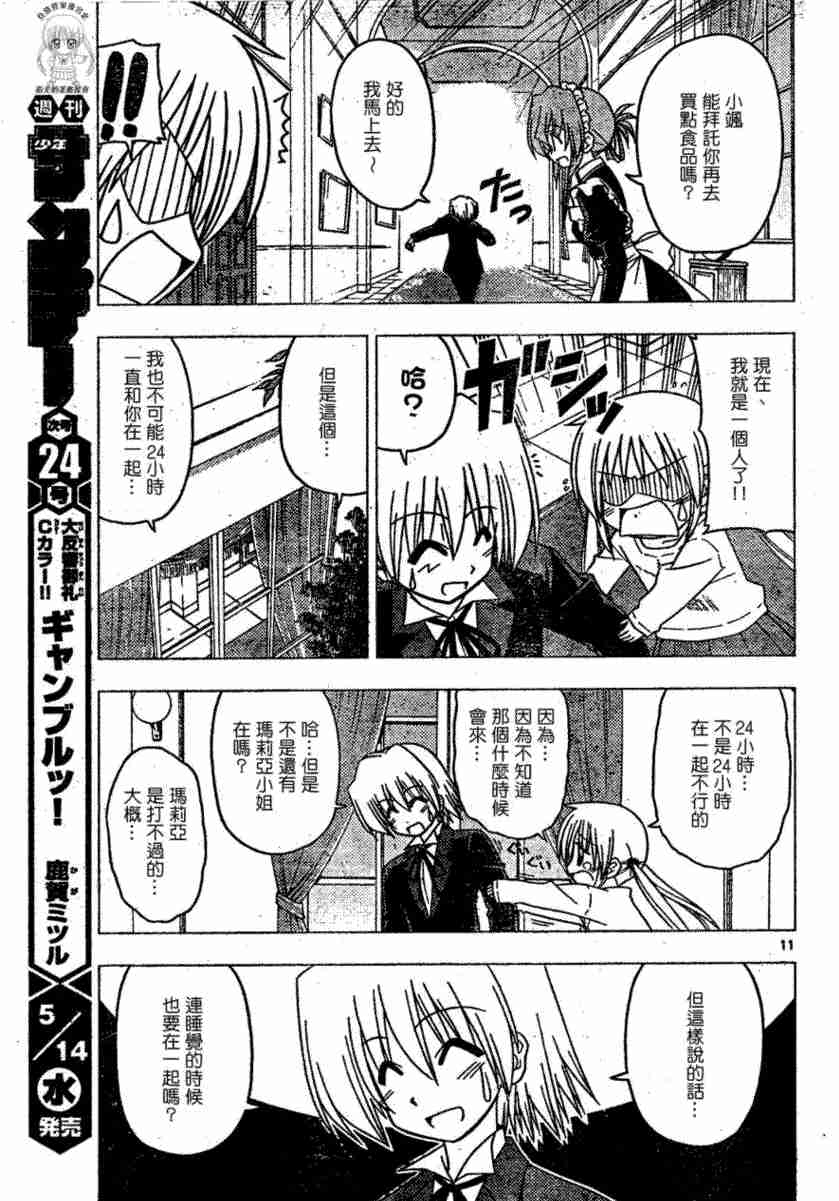 小颯
能拜託你再去
買點食品嗎？
好的
我馬上去～
たっ
!!
現在、
我就是一個
人了!!
ガシッ
哈？
但是這個…
我也不可能24小時
一直和你在一起…
24小時…
不是24小時
在一起不行的
因為…
因為不知道
那個什麼時候
會來…
ぐいぐい
哈…但是
不是還有
瑪莉亞小姐
在嗎？
瑪莉亞
是打不過的…
大概…
11
但這樣說的話…
連睡覺的時候
也要在一起嗎？
週刊
少年
サンデー
次号
24
号
大反響御礼
Cカラー!!
ギャンブルッ！
鹿賀ミツル
かが
5/14
水
発売